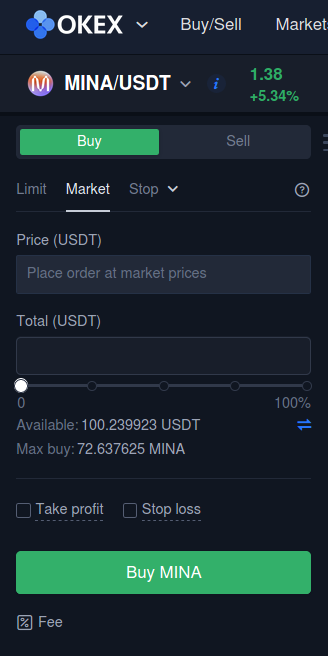 OKEX Buy/Sell Markets
MINA/USDT i 1.38
+5.34%
Buy Sell
Limit Market Stop ?
Price (USDT)
Place order at market prices
Total (USDT)
0 100%
Available: 100.239923 USDT
Max buy: 72.637625 MINA
Take profit Stop loss
Buy MINA
% Fee